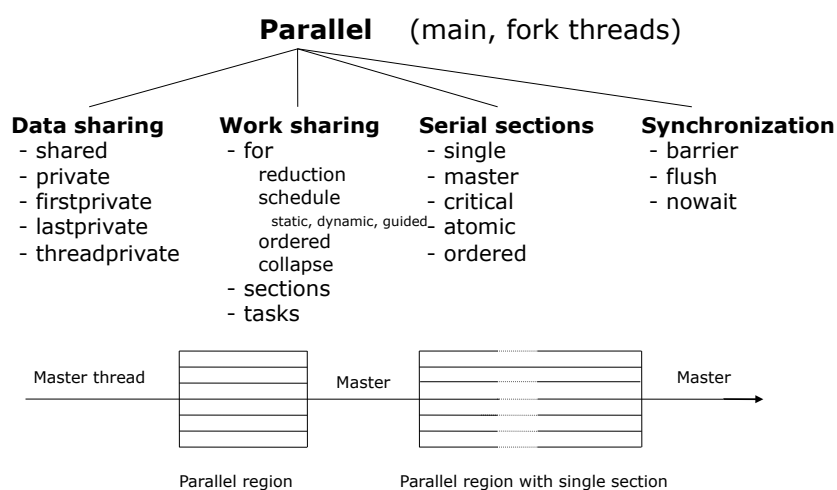 Parallel (main, fork threads)
Data sharing
- shared
- private
- firstprivate
- lastprivate
- threadprivate
Work sharing
- for
reduction
schedule
static, dynamic, guided
ordered
collapse
- sections
- tasks
Serial sections
- single
- master
- critical
- atomic
- ordered
Synchronization
- barrier
- flush
- nowait
Master thread
Master
Master
Parallel region
Parallel region with single section